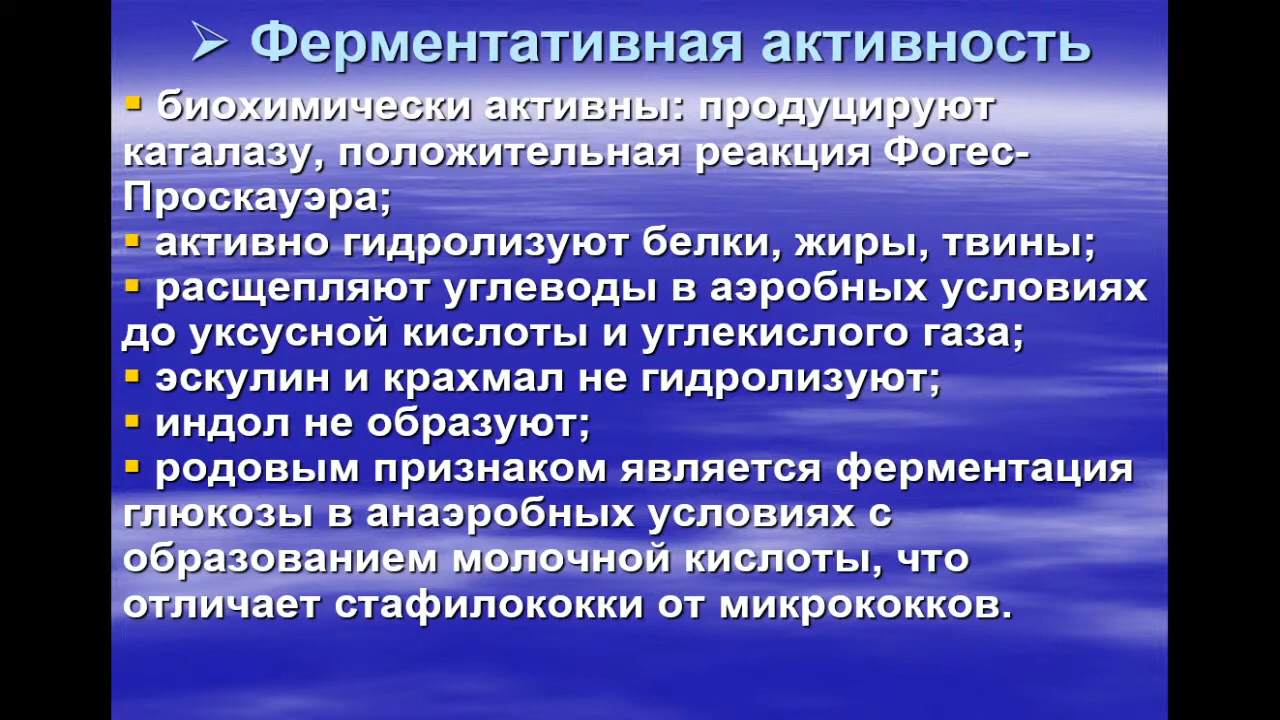 ➢ Ферментативная активность
▪ биохимически активны: продуцируют
каталазу, положительная реакция Фогес-
Проскауэра;
▪ активно гидролизуют белки, жиры, твины;
▪ расщепляют углеводы в аэробных условиях
до уксусной кислоты и углекислого газа;
▪ эскулин и крахмал не гидролизуют;
▪ индол не образуют;
▪ родовым признаком является ферментация
глюкозы в анаэробных условиях с
образованием молочной кислоты, что
отличает стафилококки от микрококков.